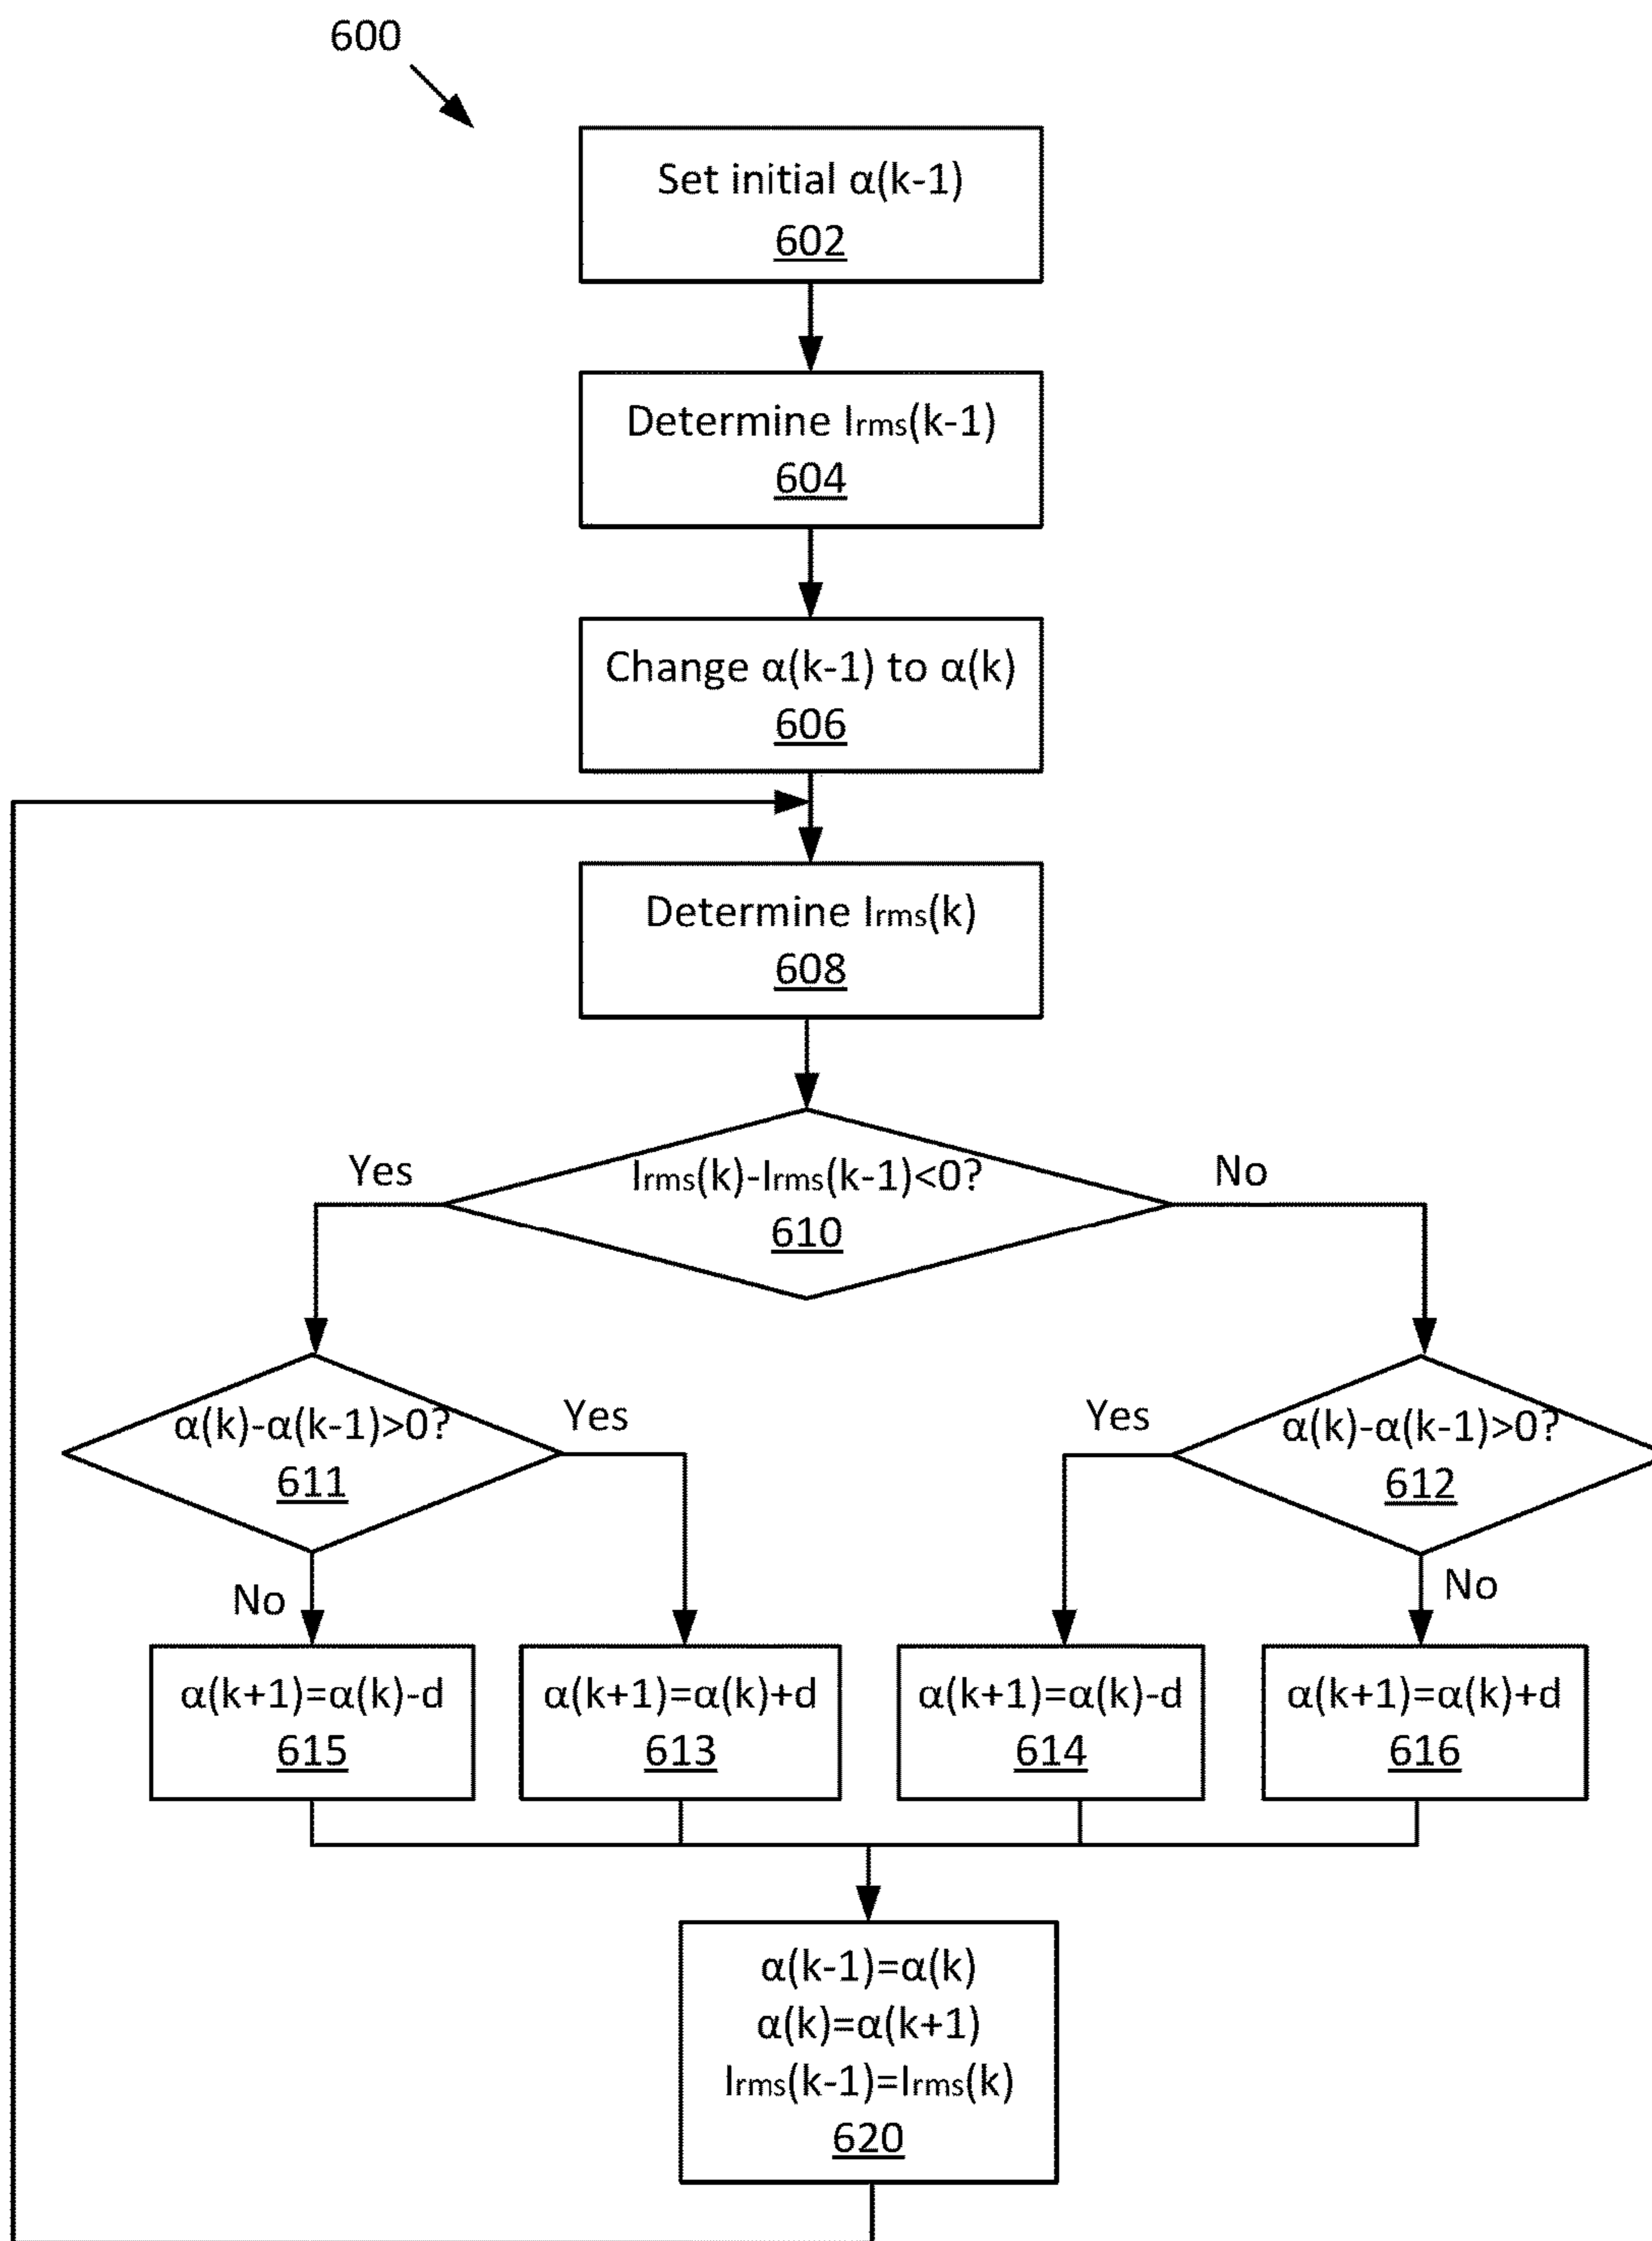 600
Set initial α(k-1)
602
Determine Irms(k-1)
604
Change α(k-1) to α(k)
606
Determine Irms(k)
608
Yes
Irms(k)-Irms(k-1)<0?
610
No
α(k)-α(k-1)>0?
611
Yes
No
Yes
α(k)-α(k-1)>0?
612
No
α(k+1)=α(k)-d
615
α(k+1)=α(k)+d
613
α(k+1)=α(k)-d
614
α(k+1)=α(k)+d
616
α(k-1)=α(k)
α(k)=α(k+1)
Irms(k-1)=Irms(k)
620